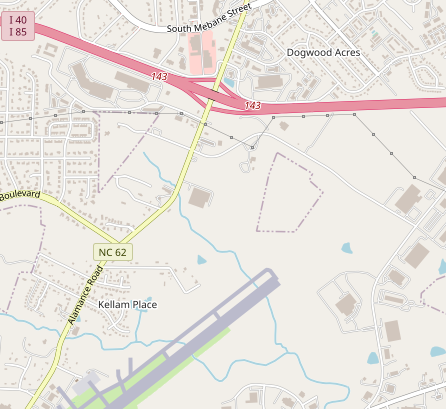 South Mebane Street
I 40
I 85
Dogwood Acres
143
143
Boulevard
NC 62
Alamance Road
Kellam Place